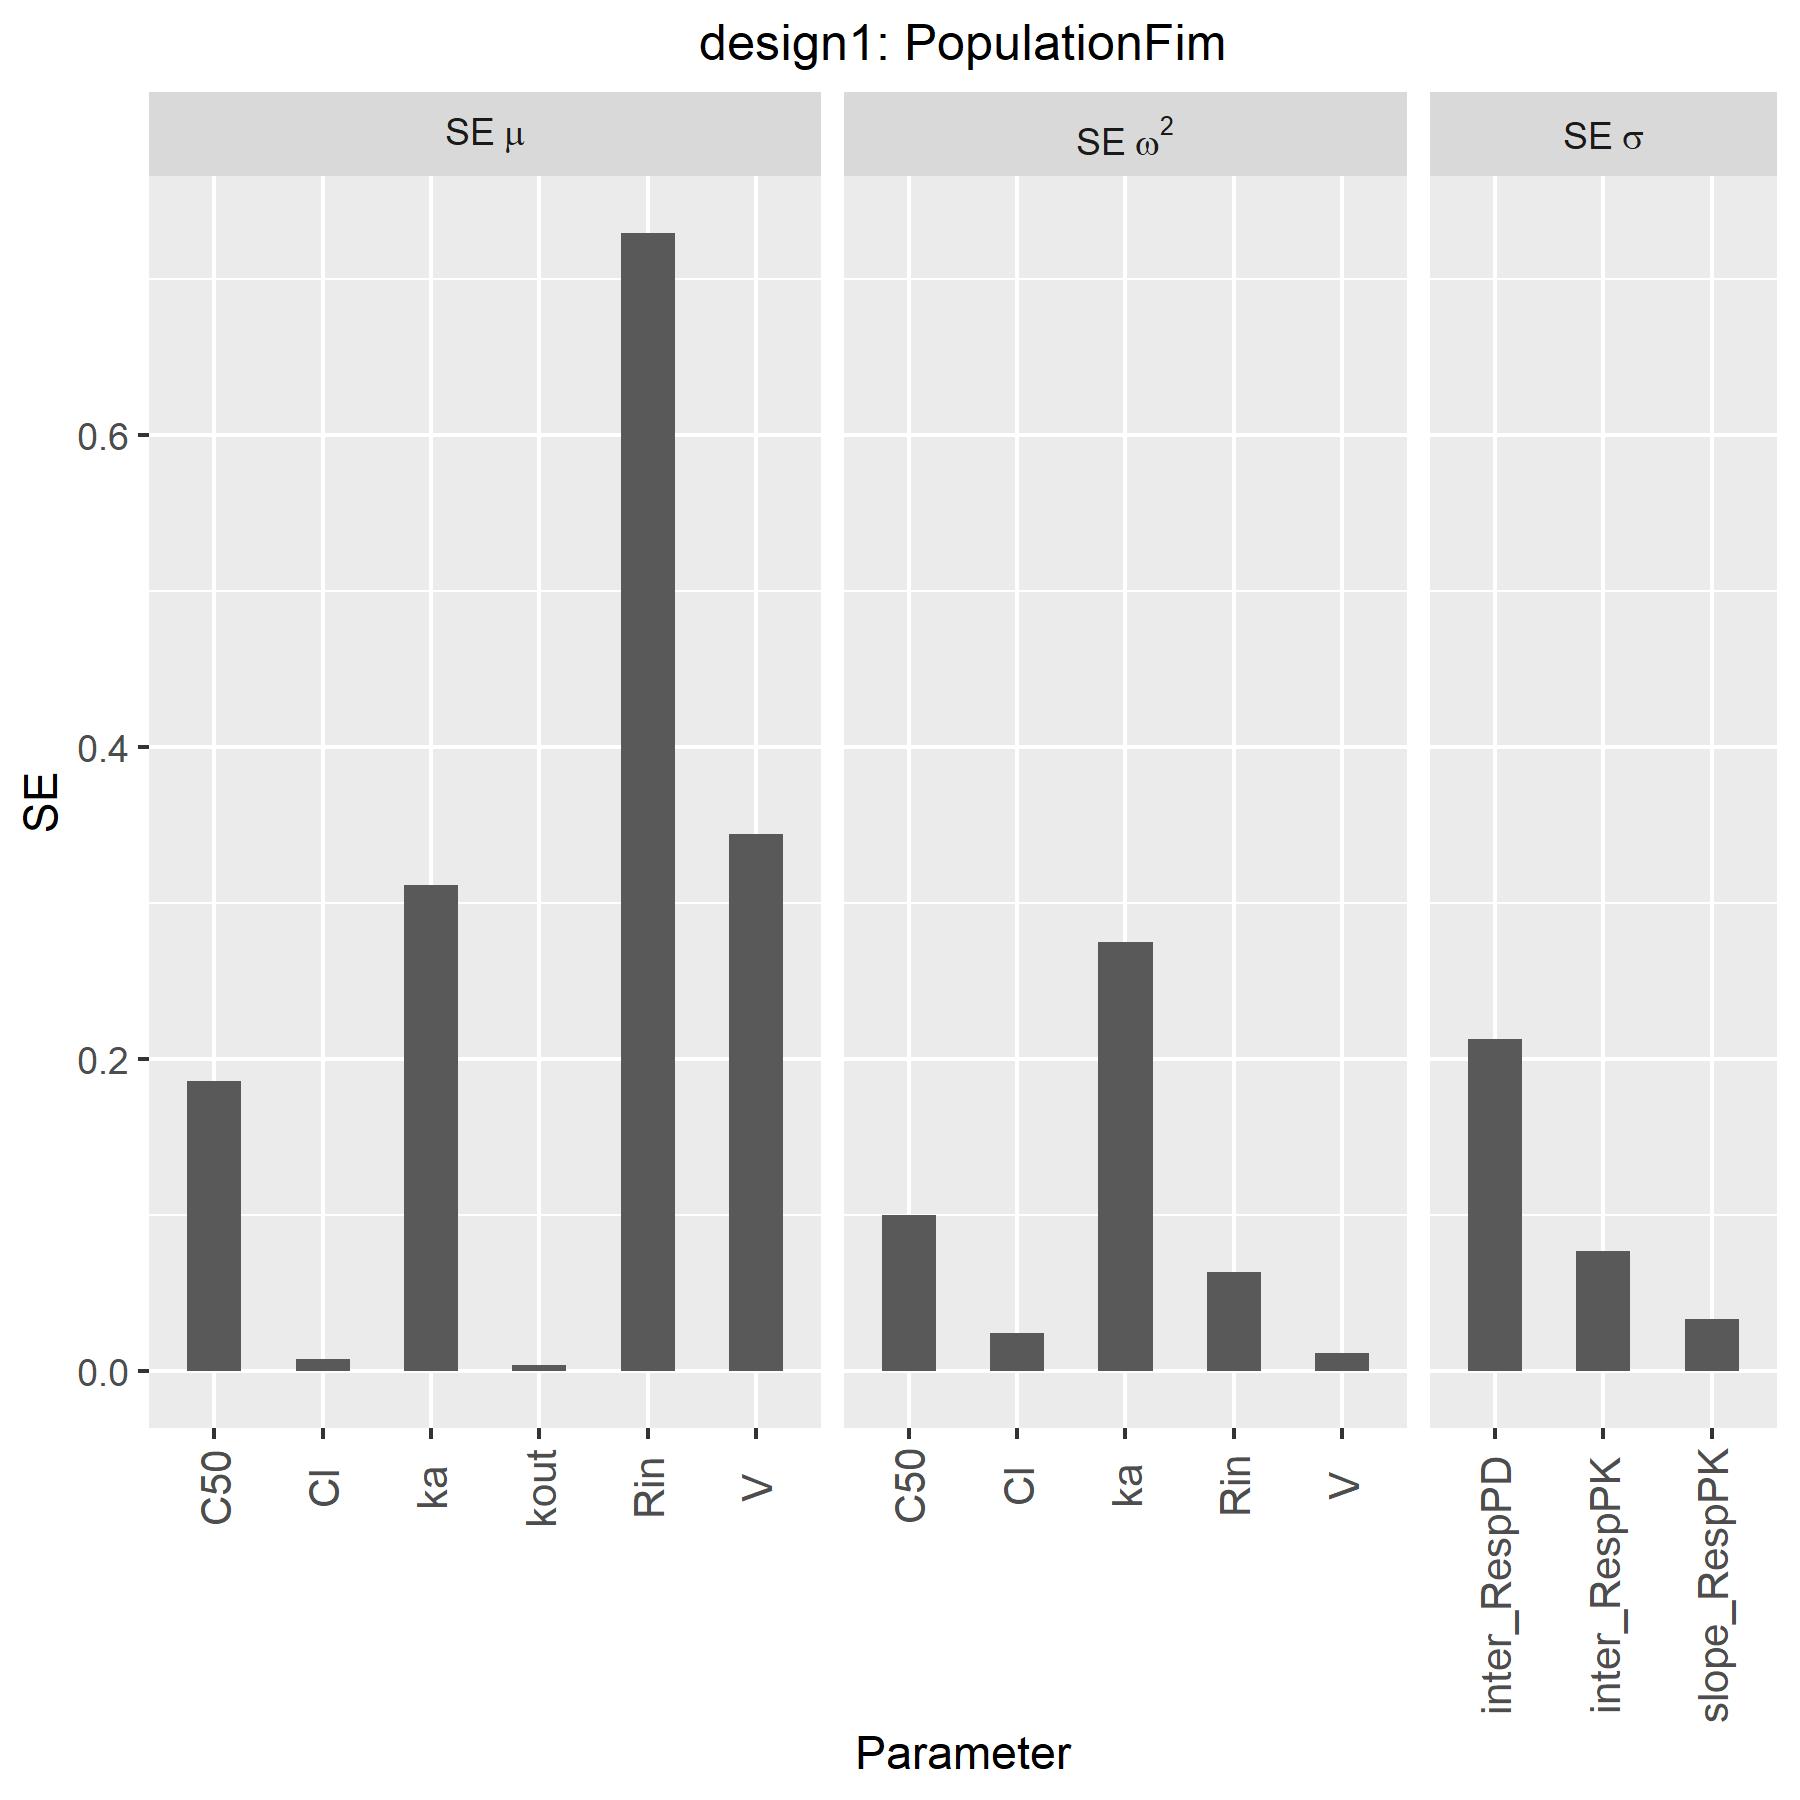 design1: PopulationFim
SE μ
SE ω²
SE σ
SE
0.6
0.4
0.2
0.0
C50
Cl
ka
kout
Rin
V
C50
Cl
ka
Rin
V
inter_RespPD
inter_RespPK
slope_RespPK
Parameter